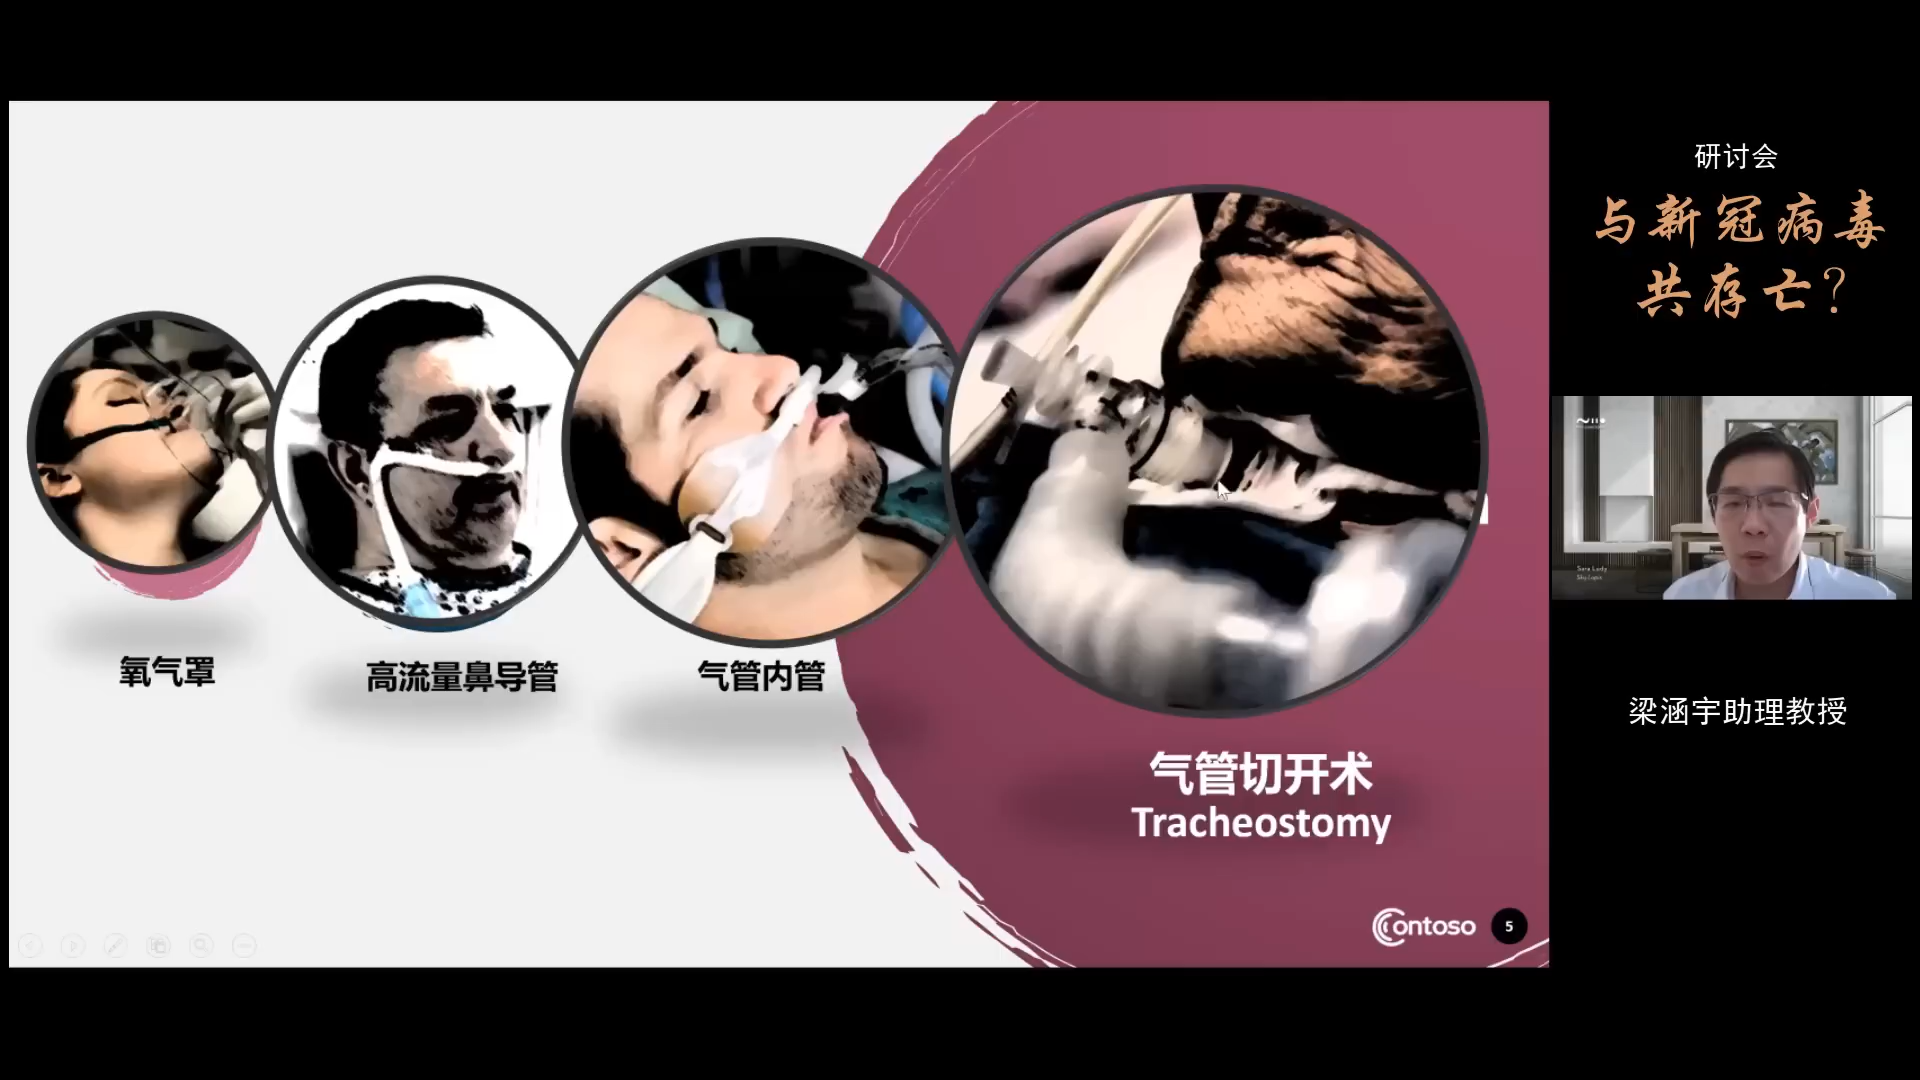 氧气罩
高流量鼻导管
气管内管
气管切开术
Tracheostomy
Contoso
5
研讨会
与新冠病毒
共存亡?
梁涵宇助理教授